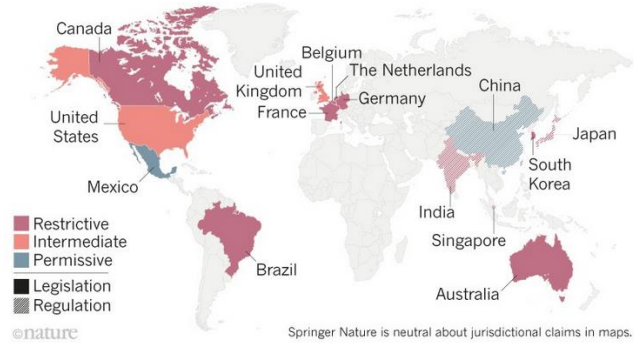 Canada
Belgium
The Netherlands
United
Kingdom
China
Germany
France
United
States
Japan
South
Korea
Mexico
India
Singapore
Restrictive
Intermediate
Permissive
Brazil
Legislation
Australia
Regulation
©nature
Springer Nature is neutral about jurisdictional claims in maps.